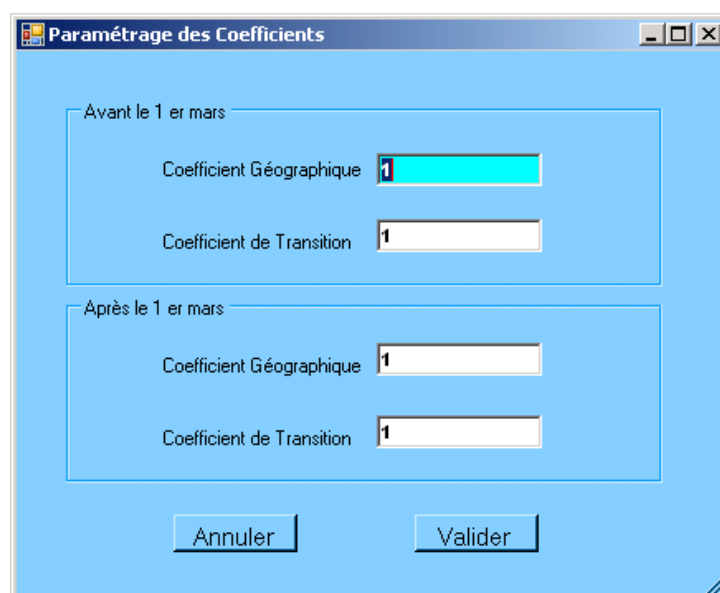 Paramétrage des Coefficients
Avant le 1 er mars
Coefficient Géographique 1
Coefficient de Transition 1
Après le 1 er mars
Coefficient Géographique 1
Coefficient de Transition 1
Annuler Valider